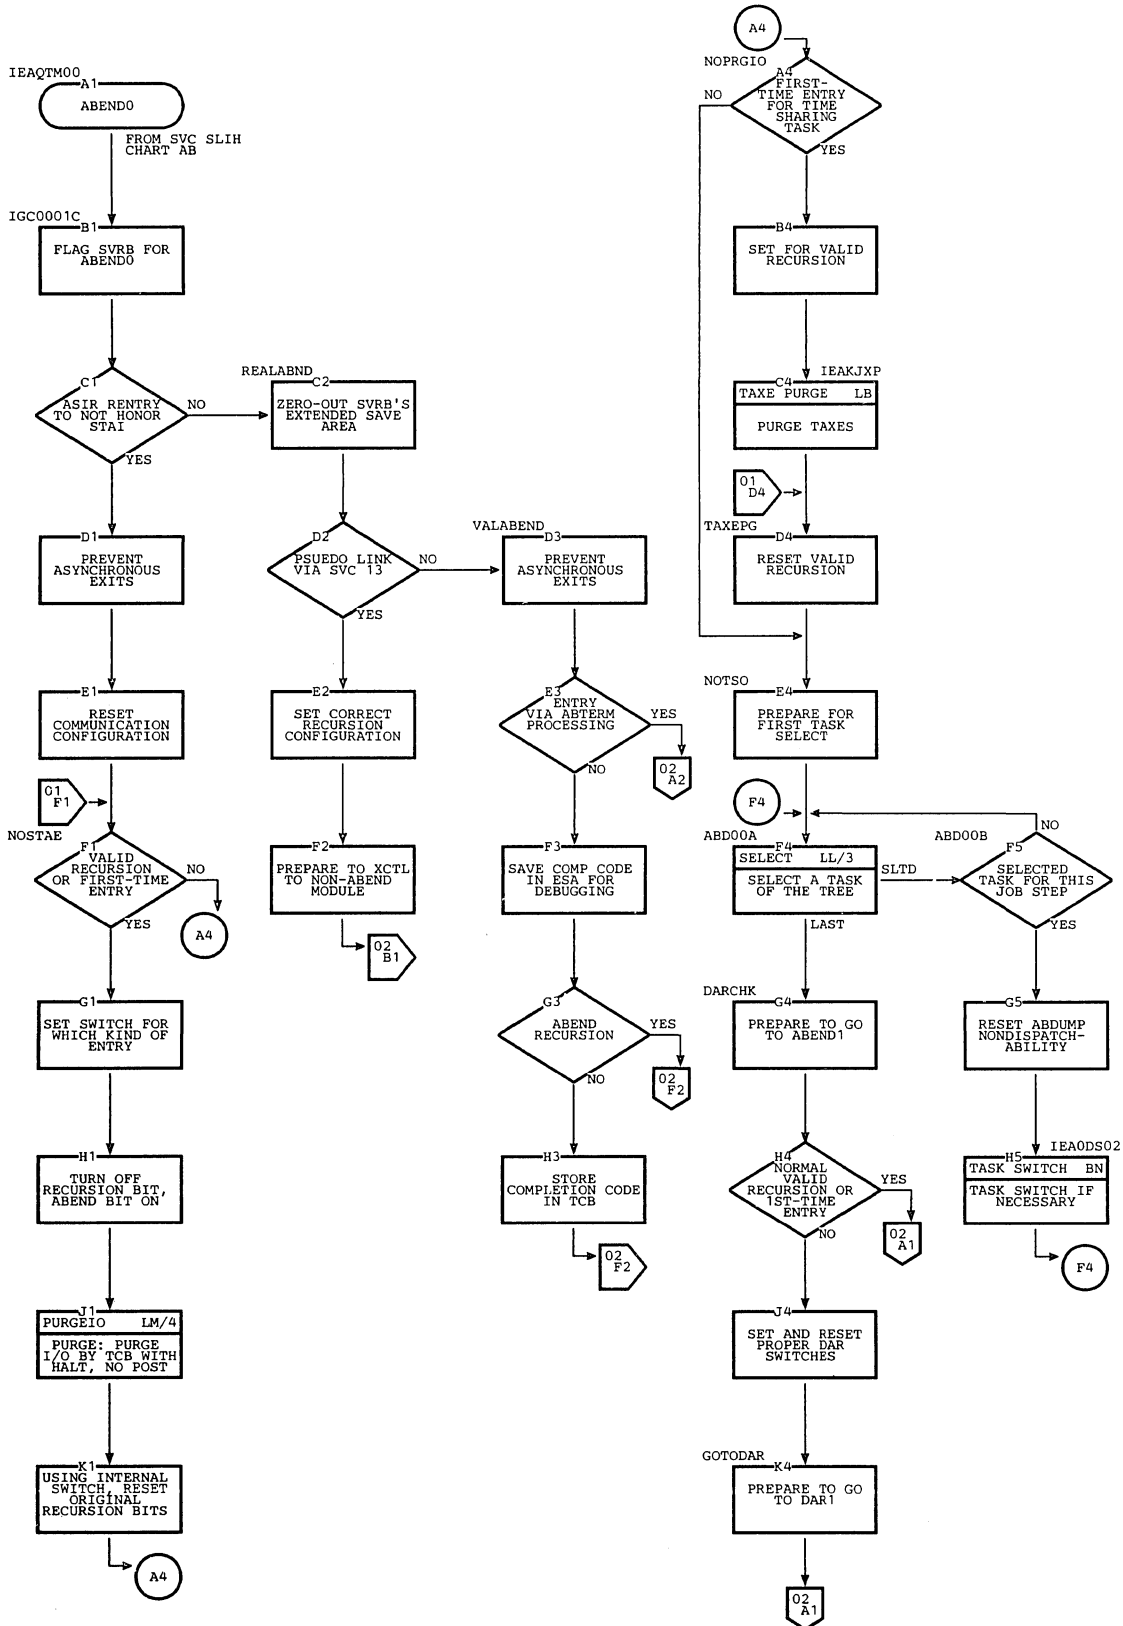 IEAQTM00
A1
ABEND0
FROM SVC SLIH
CHART AB
IGC0001C
B1
FLAG SVRB FOR
ABEND0
C1
ASIR RENTRY
TO NOT HONOR
STAI
NO
YES
D1
PREVENT
ASYNCHRONOUS
EXITS
E1
RESET
COMMUNICATION
CONFIGURATION
01
F1
NOSTAE
F1
VALID
RECURSION
OR FIRST-TIME
ENTRY
NO
YES
A4
G1
SET SWITCH FOR
WHICH KIND OF
ENTRY
H1
TURN OFF
RECURSION BIT,
ABEND BIT ON
J1
PURGEIO LM/4
PURGE: PURGE
I/O BY TCB WITH
HALT, NO POST
K1
USING INTERNAL
SWITCH, RESET
ORIGINAL
RECURSION BITS
A4
REALABND
C2
ZERO-OUT SVRB'S
EXTENDED SAVE
AREA
D2
PSUEDO LINK
VIA SVC 13
NO
YES
E2
SET CORRECT
RECURSION
CONFIGURATION
F2
PREPARE TO XCTL
TO NON-ABEND
MODULE
02
B1
VALABEND
D3
PREVENT
ASYNCHRONOUS
EXITS
E3
ENTRY
VIA ABTERM
PROCESSING
YES
NO
02
A2
F3
SAVE COMP CODE
IN ESA FOR
DEBUGGING
G3
ABEND
RECURSION
YES
NO
02
F2
H3
STORE
COMPLETION CODE
IN TCB
02
F2
A4
NOPRGIO
A4
FIRST-
TIME ENTRY
FOR TIME
SHARING
TASK
NO
YES
B4
SET FOR VALID
RECURSION
IEAKJXP
C4
TAXE PURGE LB
PURGE TAXES
01
D4
TAXEPG
D4
RESET VALID
RECURSION
NOTSO
E4
PREPARE FOR
FIRST TASK
SELECT
F4
ABD00A
F4
SELECT LL/3
SELECT A TASK
OF THE TREE
SLTD
LAST
ABD00B
F5
SELECTED
TASK FOR THIS
JOB STEP
NO
YES
DARCHK
G4
PREPARE TO GO
TO ABEND1
G5
RESET ABDUMP
NONDISPATCH-
ABILITY
H4
NORMAL
VALID
RECURSION OR
1ST-TIME
ENTRY
YES
NO
02
A1
IEA0DS02
H5
TASK SWITCH BN
TASK SWITCH IF
NECESSARY
F4
J4
SET AND RESET
PROPER DAR
SWITCHES
GOTODAR
K4
PREPARE TO GO
TO DAR1
02
A1